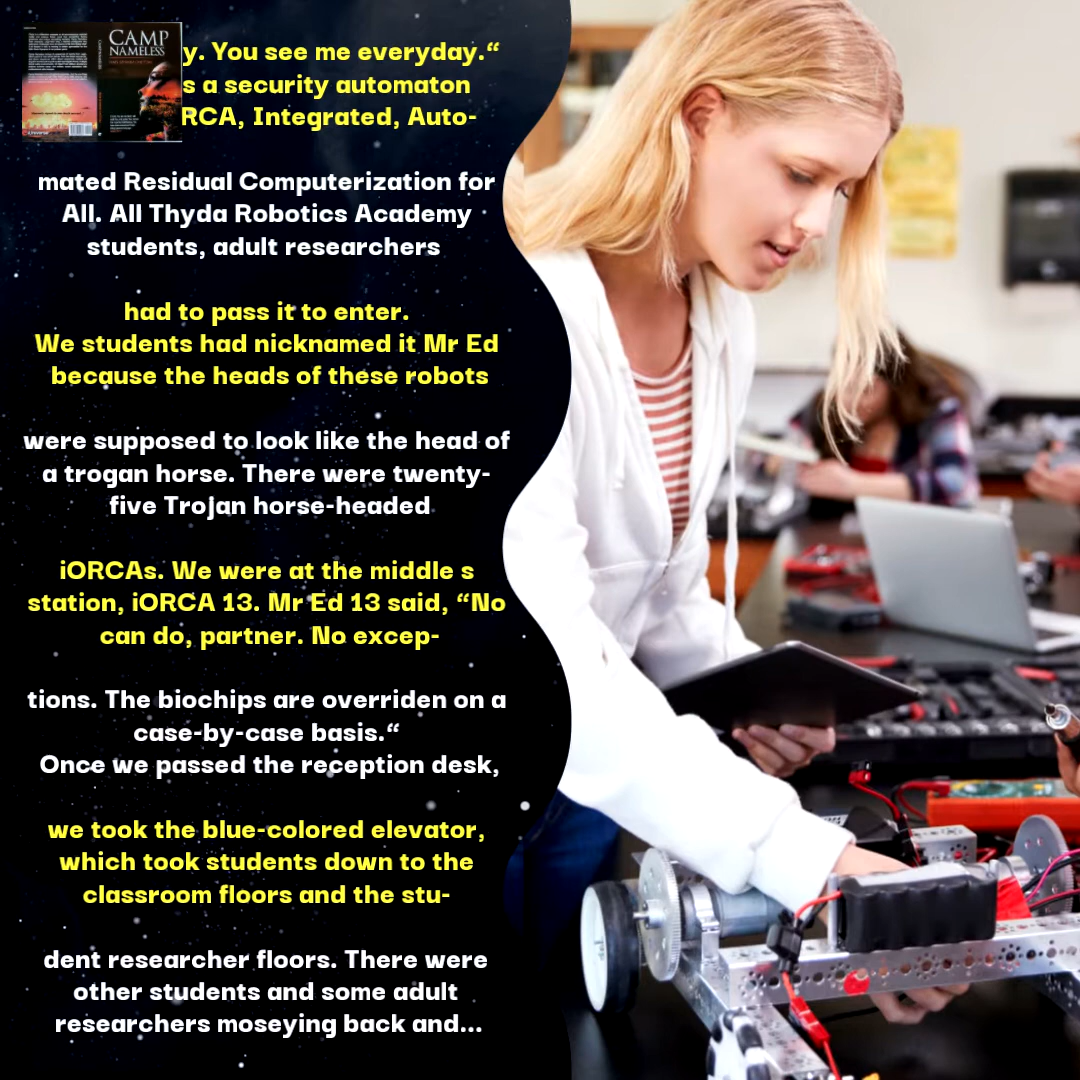 CAMP
NAMELESS
y. You see me everyday.“
s a security automaton
RCA, Integrated, Auto-
mated Residual Computerization for
All. All Thyda Robotics Academy
students, adult researchers
had to pass it to enter.
We students had nicknamed it Mr Ed
because the heads of these robots
were supposed to look like the head of
a trogan horse. There were twenty-
five Trojan horse-headed
iORCAs. We were at the middle s
station, iORCA 13. Mr Ed 13 said, “No
can do, partner. No excep-
tions. The biochips are overriden on a
case-by-case basis.“
Once we passed the reception desk,
we took the blue-colored elevator,
which took students down to the
classroom floors and the stu-
dent researcher floors. There were
other students and some adult
researchers moseying back and...